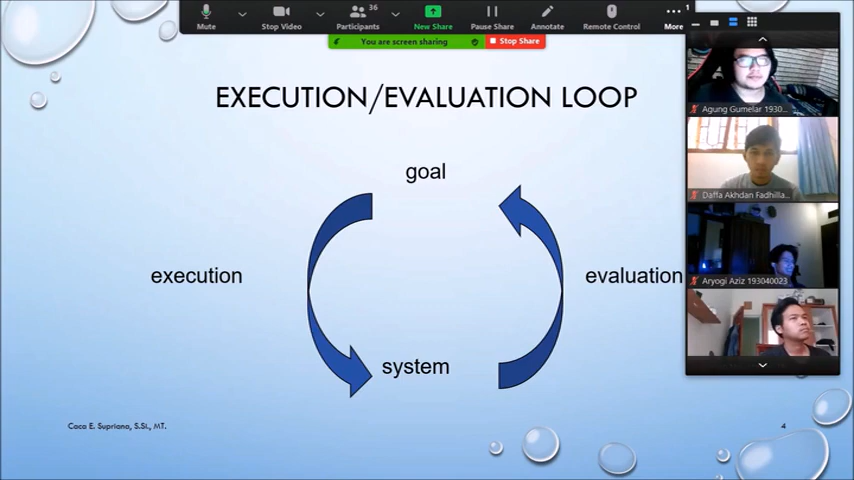 Mute
Stop Video
Participants
36
New Share
Pause Share
Annotate
Remote Control
More
1
You are screen sharing
Stop Share
EXECUTION/EVALUATION LOOP
goal
execution
evaluation
system
Caca E. Supriana, S.Si., MT.
4
Agung Gumelar 1930...
Daffa Akhdan Fadhilla...
Aryogi Aziz 193040023